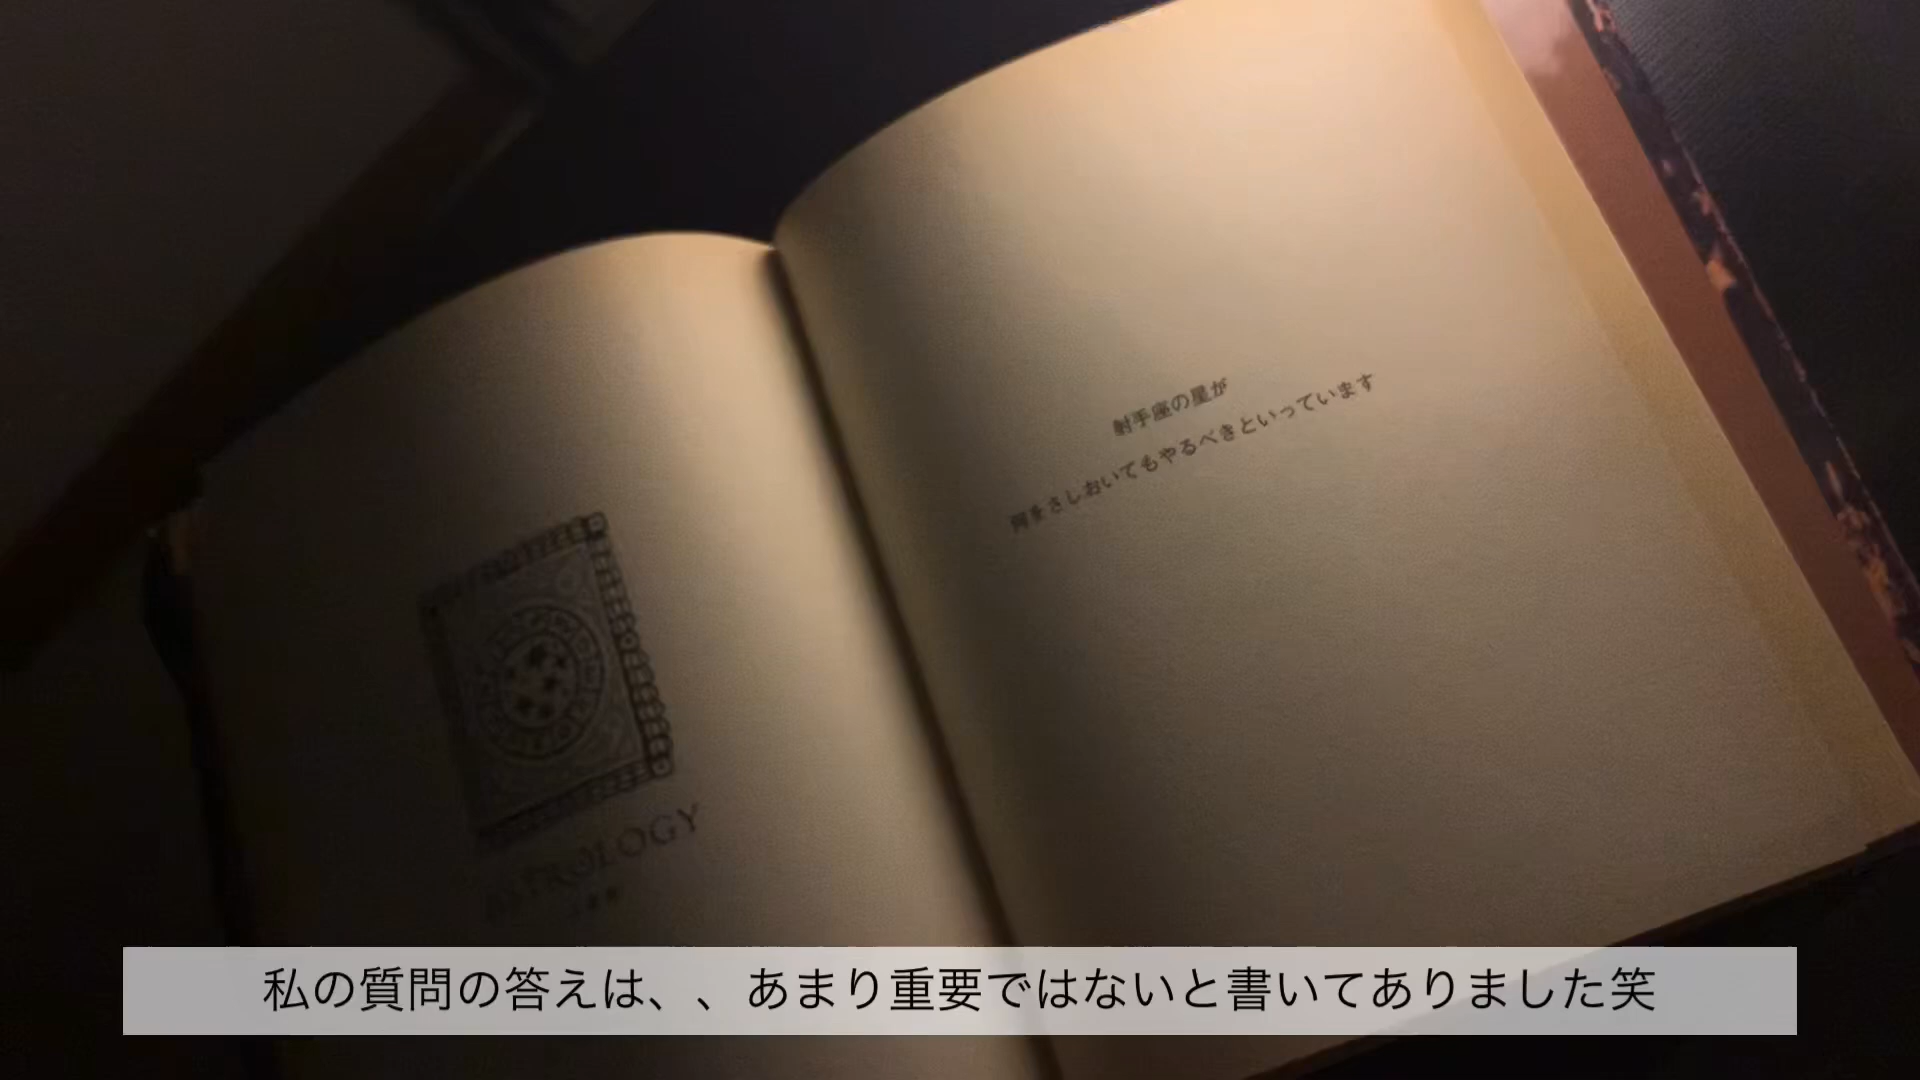 射手座の星が
何をさしおいてもやるべきといっています
ASTROLOGY
私の質問の答えは、、あまり重要ではないと書いてありました笑